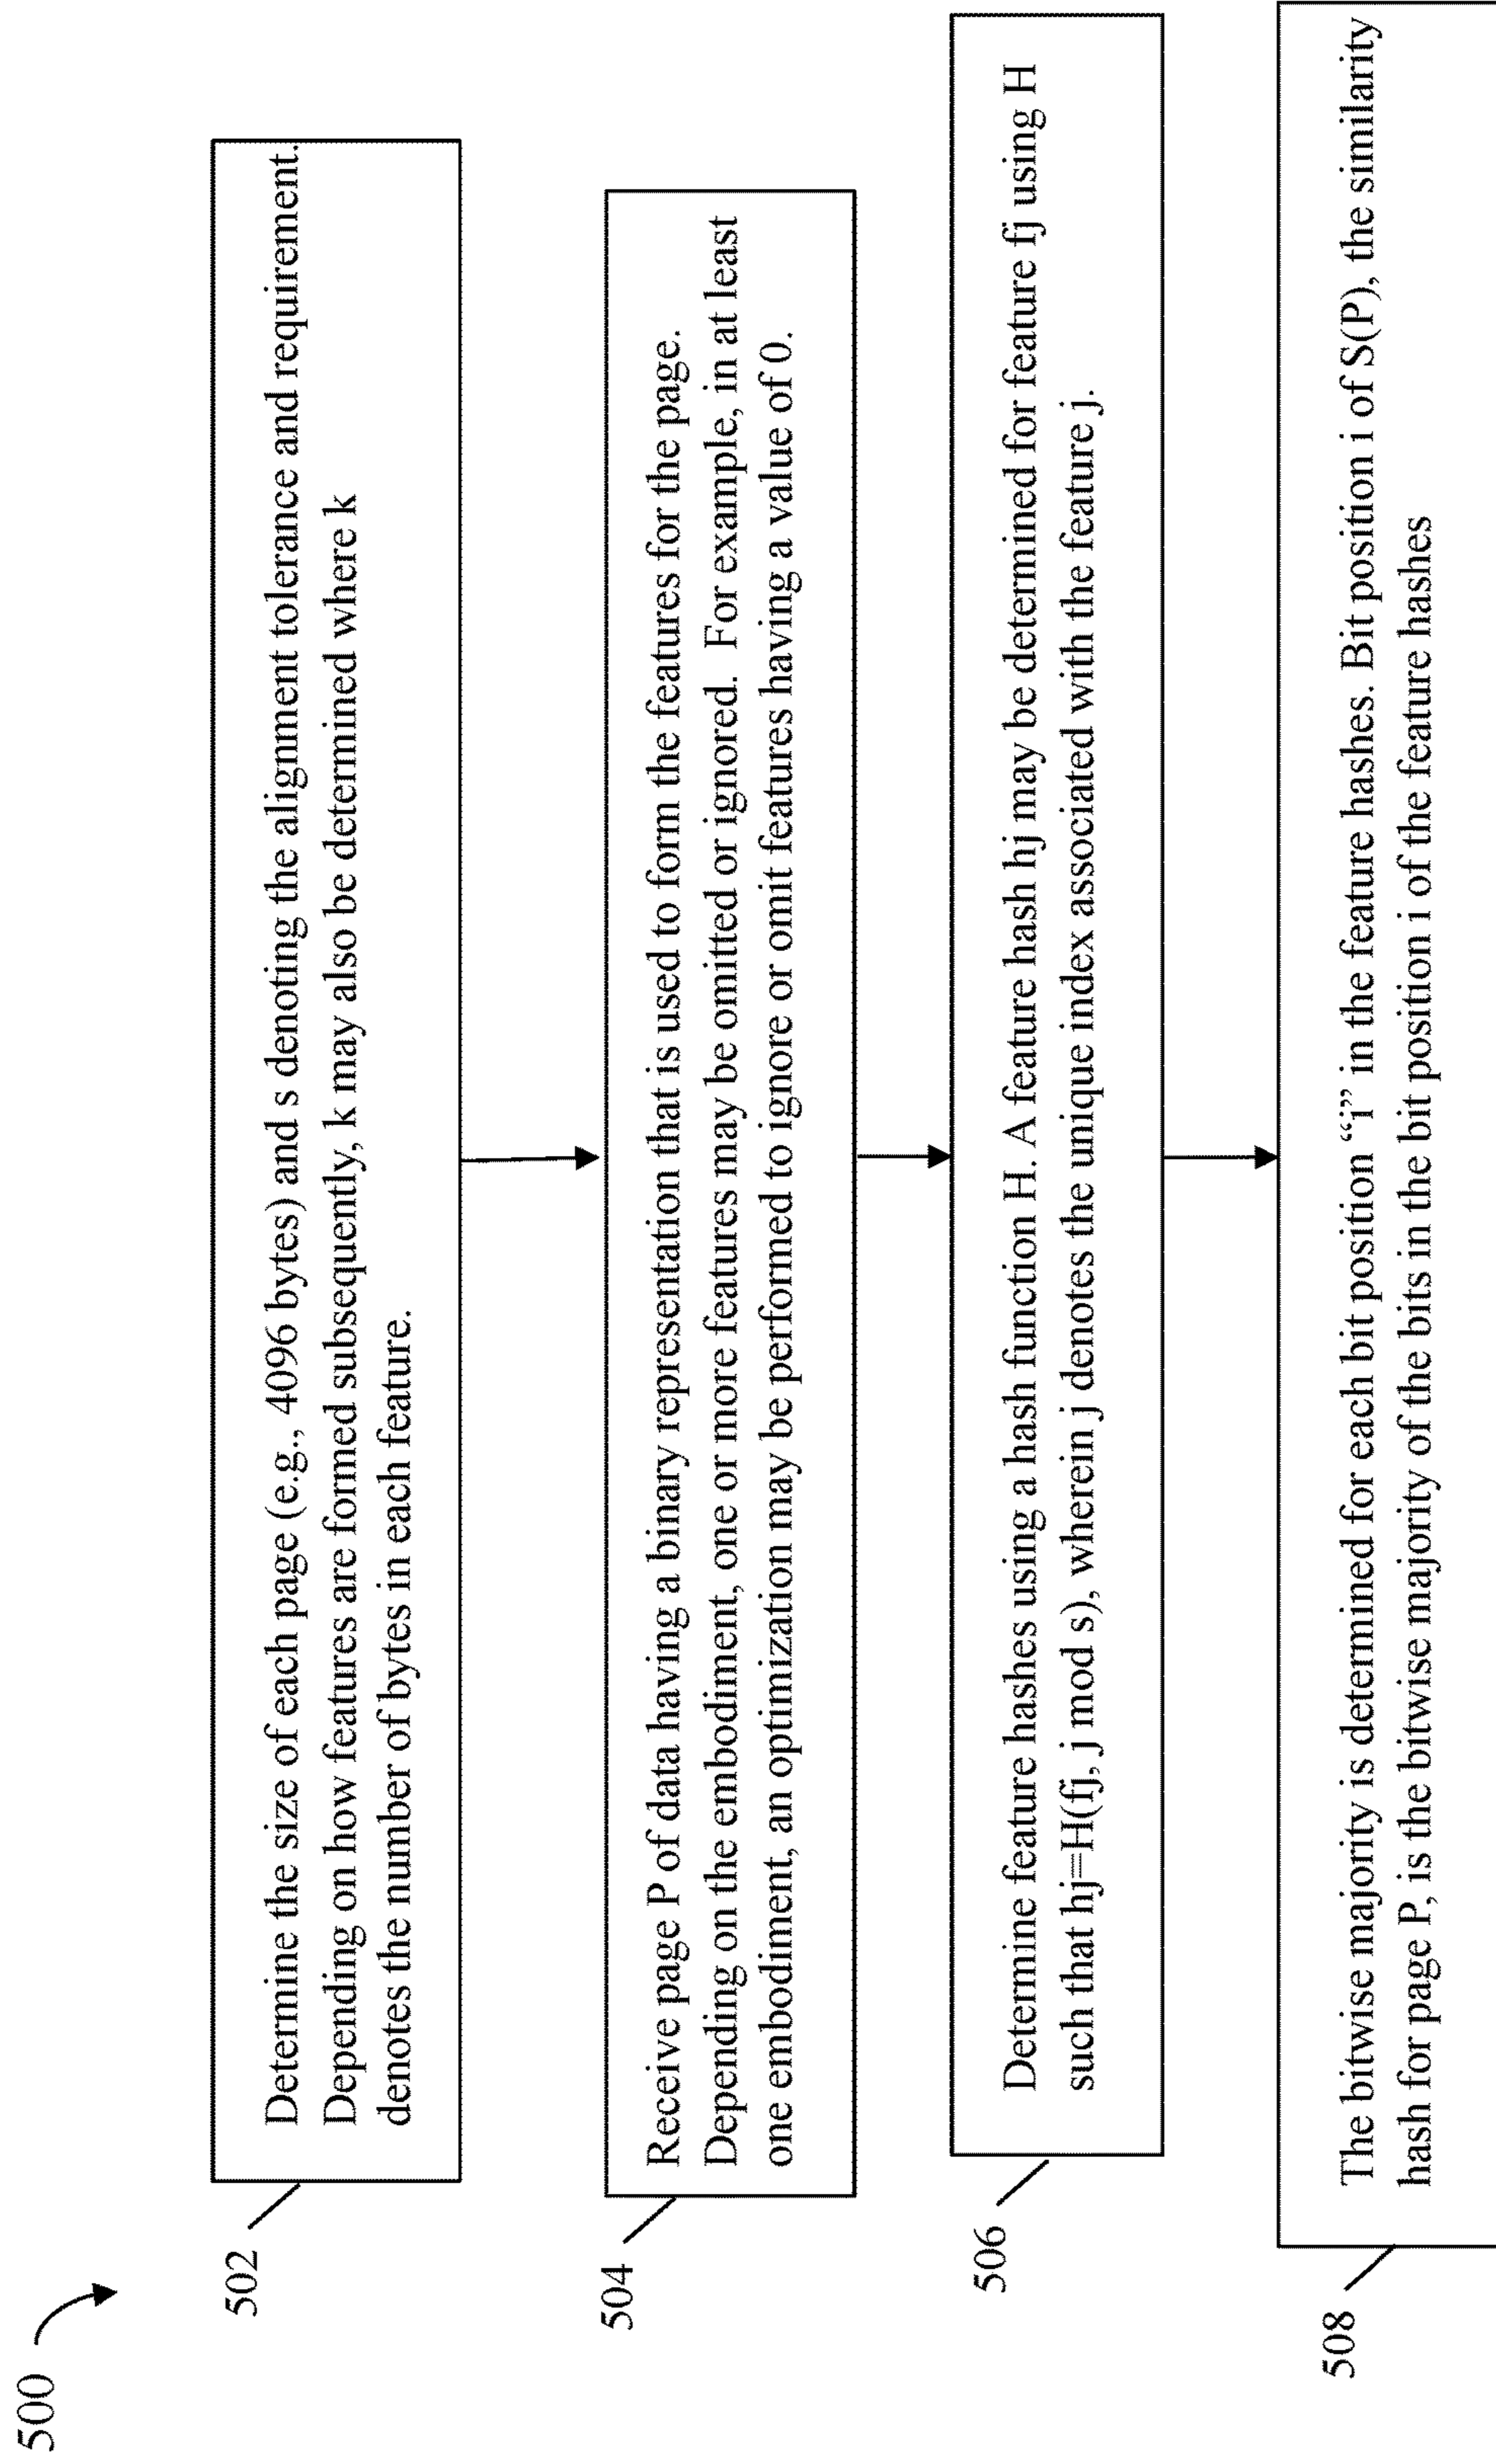 500
502
Determine the size of each page (e.g., 4096 bytes) and s denoting the alignment tolerance and requirement.
Depending on how features are formed subsequently, k may also be determined where k
denotes the number of bytes in each feature.
504
Receive page P of data having a binary representation that is used to form the features for the page.
Depending on the embodiment, one or more features may be omitted or ignored. For example, in at least
one embodiment, an optimization may be performed to ignore or omit features having a value of 0.
506
Determine feature hashes using a hash function H. A feature hash hj may be determined for feature fj using H
such that hj=H(fj, j mod s), wherein j denotes the unique index associated with the feature j.
508
The bitwise majority is determined for each bit position “i” in the feature hashes. Bit position i of S(P), the similarity
hash for page P, is the bitwise majority of the bits in the bit position i of the feature hashes